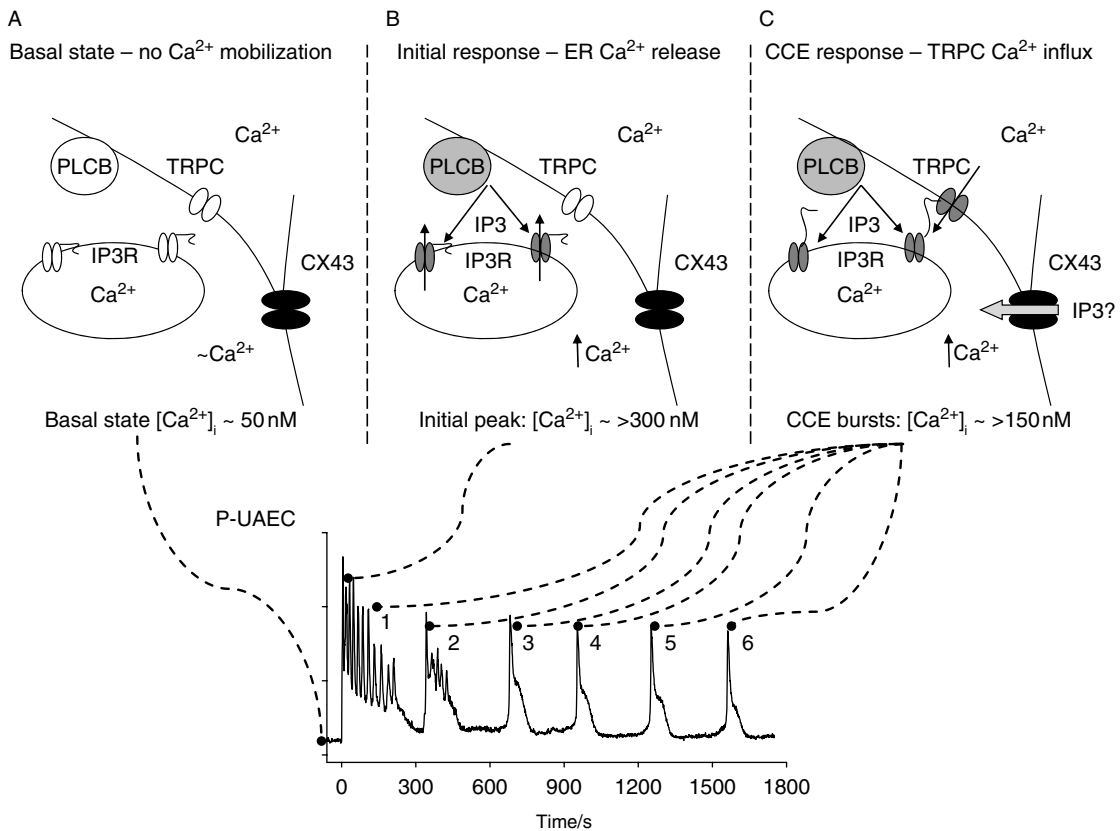 A
Basal state – no Ca²⁺ mobilization
PLCB
TRPC
Ca²⁺
IP3R
Ca²⁺
CX43
~Ca²⁺
Basal state [Ca²⁺]ᵢ ~ 50 nM
B
Initial response – ER Ca²⁺ release
PLCB
TRPC
Ca²⁺
IP3
IP3R
Ca²⁺
CX43
Ca²⁺
Initial peak: [Ca²⁺]ᵢ ~ >300 nM
C
CCE response – TRPC Ca²⁺ influx
PLCB
TRPC
Ca²⁺
IP3
IP3R
Ca²⁺
CX43
IP3?
Ca²⁺
CCE bursts: [Ca²⁺]ᵢ ~ >150 nM
P-UAEC
1
2
3
4
5
6
0 300 600 900 1200 1500 1800
Time/s